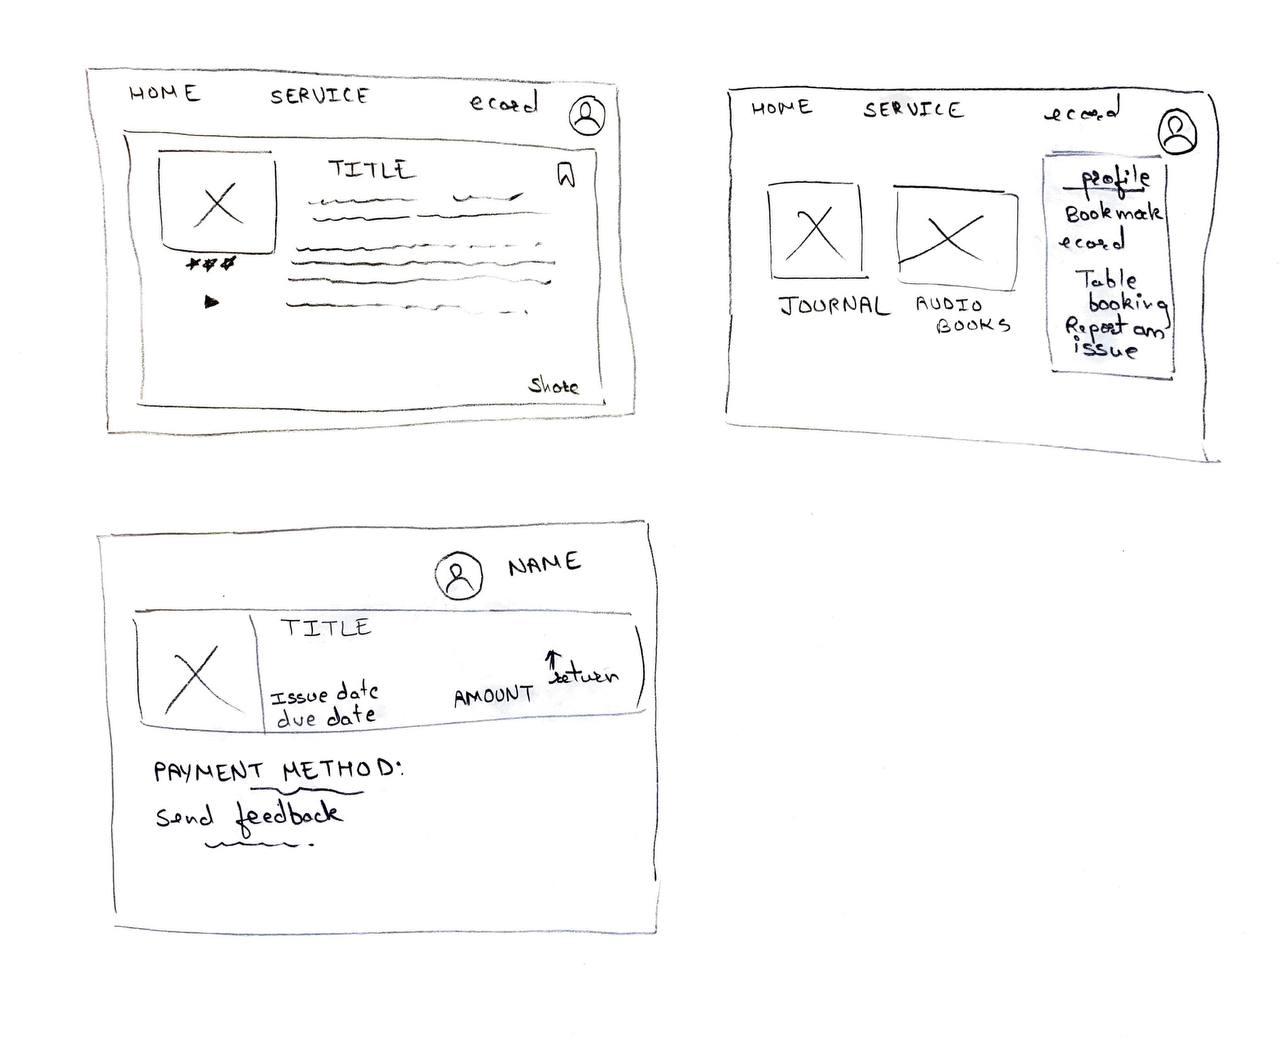 HOME SERVICE ecard
TITLE
Share
HOME SERVICE ecard
profile
Bookmark
ecard
Table
booking
Report an
issue
JOURNAL AUDIO
BOOKS
NAME
TITLE
return
Issue date AMOUNT
due date
PAYMENT METHOD:
Send feedback